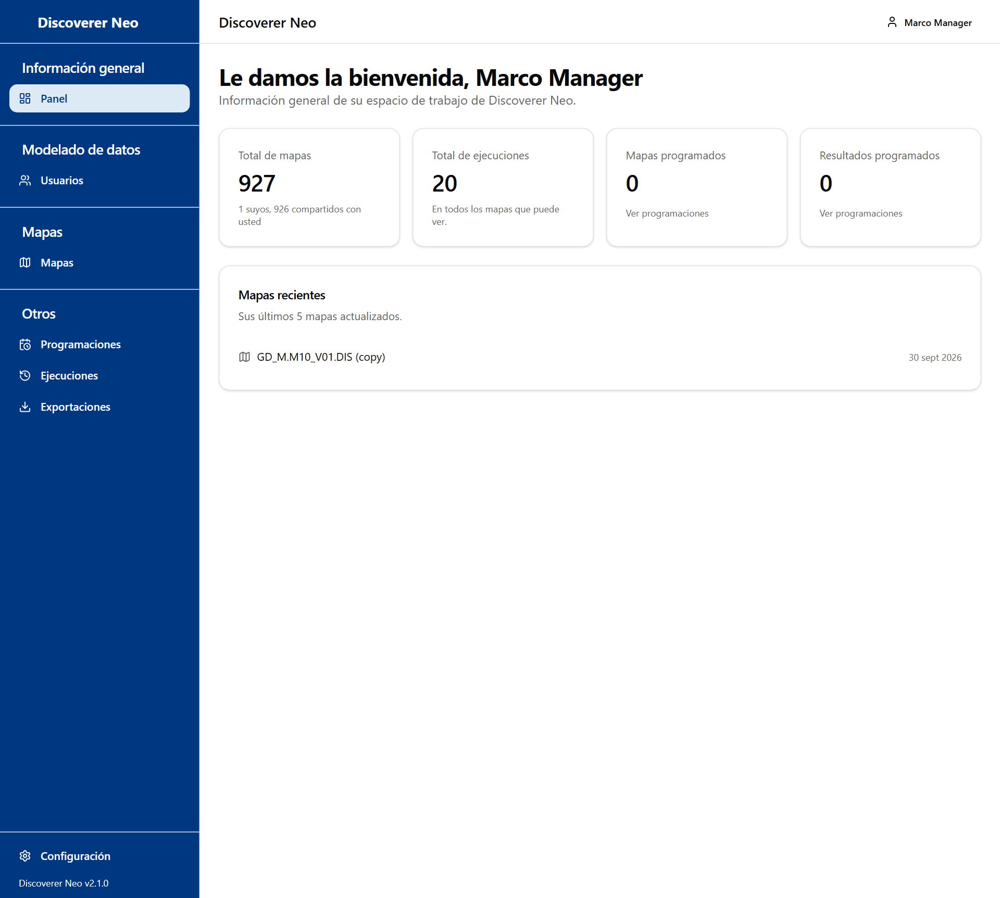 Discoverer Neo
Información general
Panel
Modelado de datos
Usuarios
Mapas
Mapas
Otros
Programaciones
Ejecuciones
Exportaciones
Configuración
Discoverer Neo v2.1.0
Discoverer Neo
Marco Manager
Le damos la bienvenida, Marco Manager
Información general de su espacio de trabajo de Discoverer Neo.
Total de mapas
927
1 suyos, 926 compartidos con
usted
Total de ejecuciones
20
En todos los mapas que puede
ver.
Mapas programados
0
Ver programaciones
Resultados programados
0
Ver programaciones
Mapas recientes
Sus últimos 5 mapas actualizados.
GD_M.M10_V01.DIS (copy)
30 sept 2026